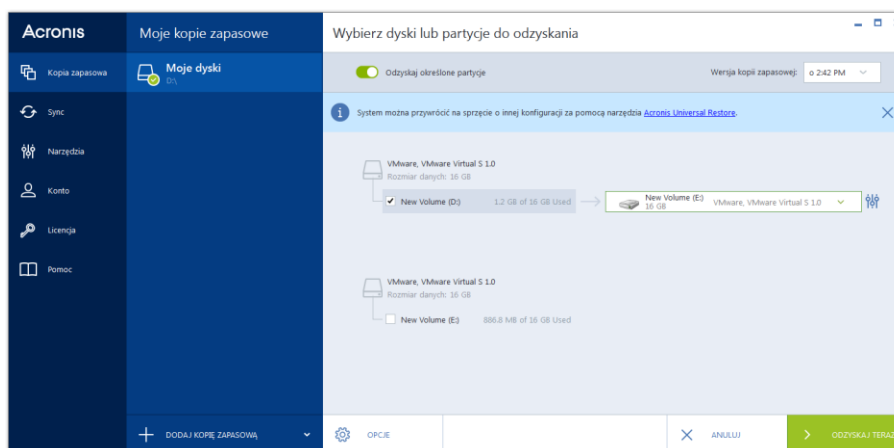 Acronis
Moje kopie zapasowe
Wybierz dyski lub partycje do odzyskania
Kopia zapasowa
Moje dyski
D:\
Odzyskaj określone partycje
Wersja kopii zapasowej:
o 2:42 PM
Sync
System można przywrócić na sprzęcie o innej konfiguracji za pomocą narzędzia Acronis Universal Restore.
Narzędzia
Konto
Licencja
Pomoc
VMware, VMware Virtual S 1.0
Rozmiar danych: 16 GB
New Volume (D:)
1.2 GB of 16 GB Used
New Volume (E:)
16 GB
VMware, VMware Virtual S 1.0
VMware, VMware Virtual S 1.0
Rozmiar danych: 16 GB
New Volume (E:)
886.8 MB of 16 GB Used
DODAJ KOPIĘ ZAPASOWĄ
OPCJE
ANULUJ
ODZYSKAJ TERAZ